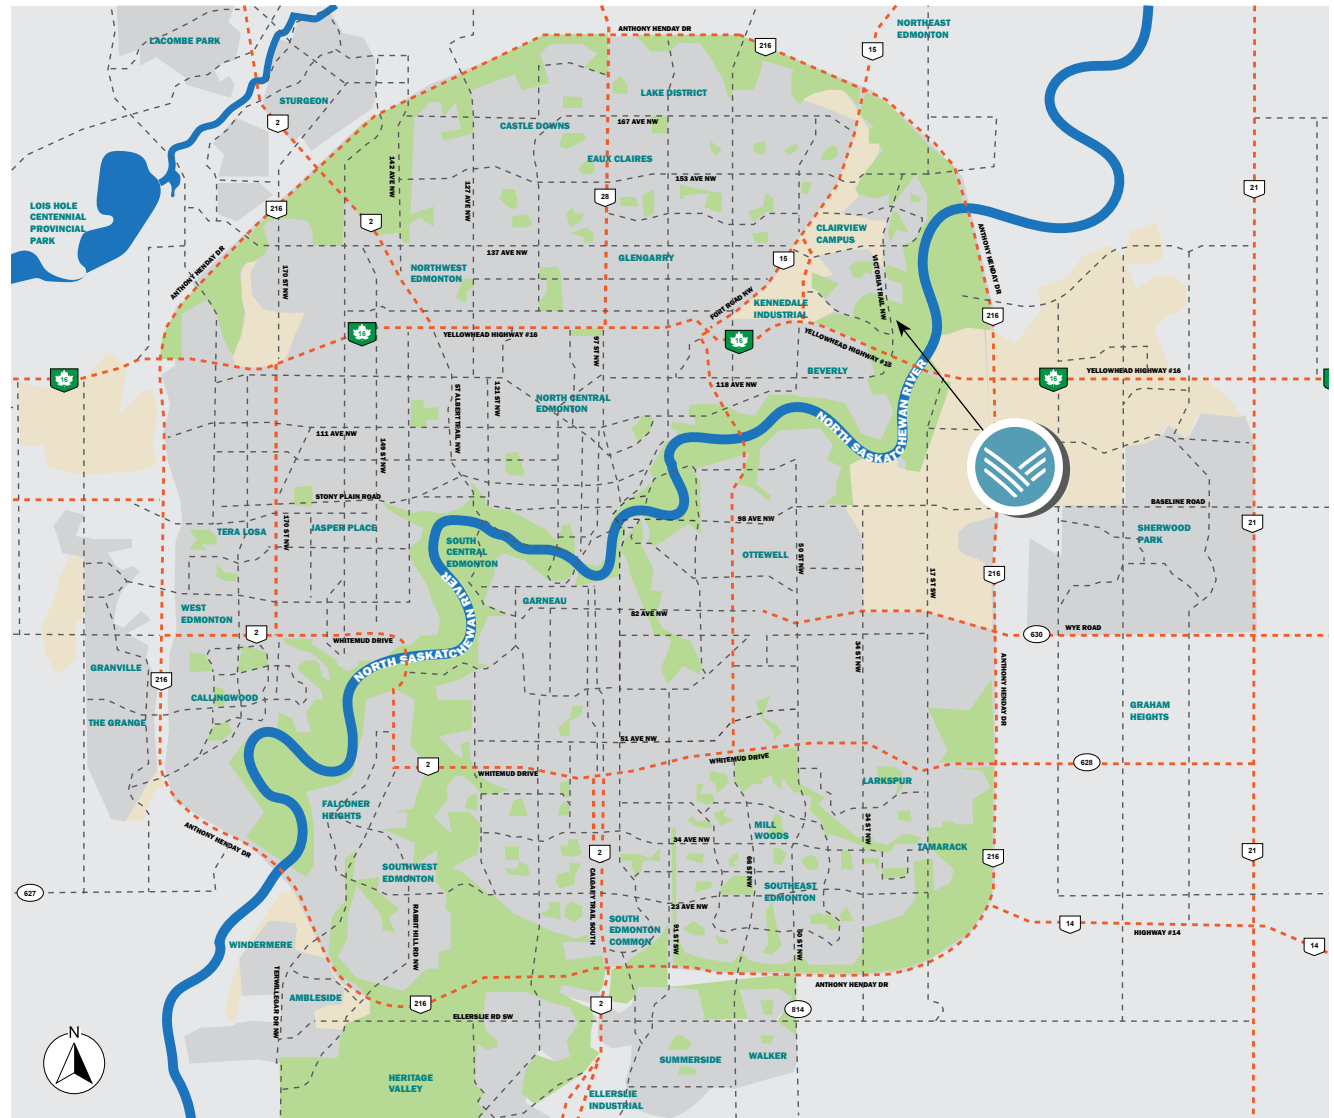 ANTHONY HENDAY DR
NORTHEAST
EDMONTON
LACOMBE PARK
216
15
LAKE DISTRICT
STURGEON
2
CASTLE DOWNS
167 AVE NW
EAUX CLAIRES
142 AVE NW
127 AVE NW
153 AVE NW
28
21
LOIS HOLE
CENTENNIAL
PROVINCIAL
PARK
216
2
CLAIRVIEW
CAMPUS
ANTHONY HENDAY DR
137 AVE NW
GLENGARRY
15
ANTHONY HENDAY DR
170 ST NW
NORTHWEST
EDMONTON
VICTORIA TRAIL NW
FORT ROAD NW
KENNEDALE
INDUSTRIAL
216
16
YELLOWHEAD HIGHWAY #16
97 ST NW
16
YELLOWHEAD HIGHWAY #16
16
BEVERLY
16
YELLOWHEAD HIGHWAY #16
118 AVE NW
ST ALBERT TRAIL NW
121 ST NW
NORTH CENTRAL
EDMONTON
NORTH SASKATCHEWAN RIVER
111 AVE NW
149 ST NW
STONY PLAIN ROAD
BASELINE ROAD
98 AVE NW
21
TERA LOSA
170 ST NW
JASPER PLACE
SHERWOOD
PARK
SOUTH
CENTRAL
EDMONTON
OTTEWELL
50 ST NW
216
17 ST SW
NORTH SASKATCHEWAN RIVER
GARNEAU
WEST
EDMONTON
82 AVE NW
2
WHITEMUD DRIVE
630
WYE ROAD
34 ST NW
GRANVILLE
216
ANTHONY HENDAY DR
CALLINGWOOD
GRAHAM
HEIGHTS
THE GRANGE
51 AVE NW
WHITEMUD DRIVE
2
WHITEMUD DRIVE
628
LARKSPUR
FALCONER
HEIGHTS
MILL
WOODS
34 ST NW
ANTHONY HENDAY DR
34 AVE NW
TAMARACK
2
216
21
SOUTHWEST
EDMONTON
66 ST NW
SOUTHEAST
EDMONTON
627
CALGARY TRAIL SOUTH
RABBIT HILL RD NW
23 AVE NW
SOUTH
EDMONTON
COMMON
91 ST SW
50 ST NW
14
HIGHWAY #14
14
WINDERMERE
TERWILLEGAR DR NW
ANTHONY HENDAY DR
AMBLESIDE
216
2
814
ELLERSLIE RD SW
N
SUMMERSIDE
WALKER
HERITAGE
VALLEY
ELLERSLIE
INDUSTRIAL